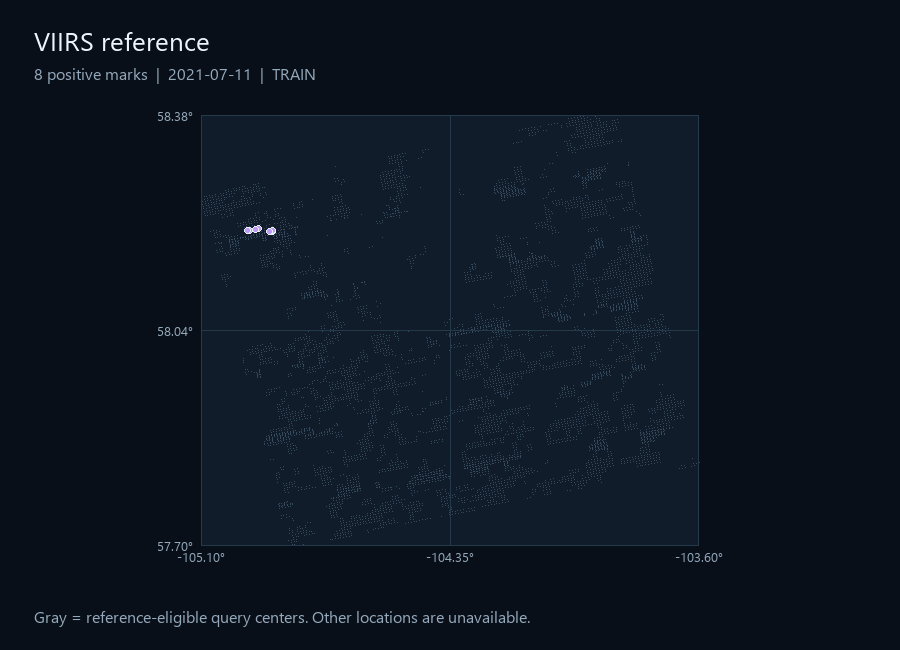 VIIRS reference
8 positive marks | 2021-07-11 | TRAIN
58.38°
58.04°
57.70°
-105.10°
-104.35°
-103.60°
Gray = reference-eligible query centers. Other locations are unavailable.